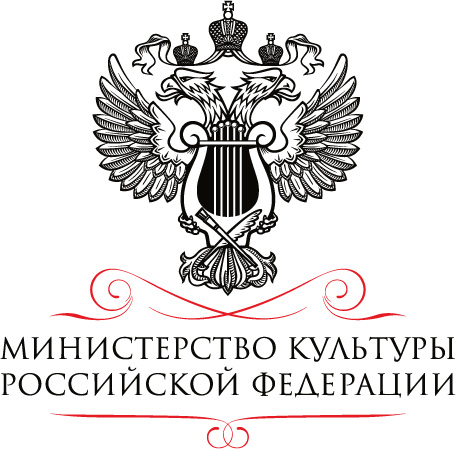 МИНИСТЕРСТВО КУЛЬТУРЫ
РОССИЙСКОЙ ФЕДЕРАЦИИ